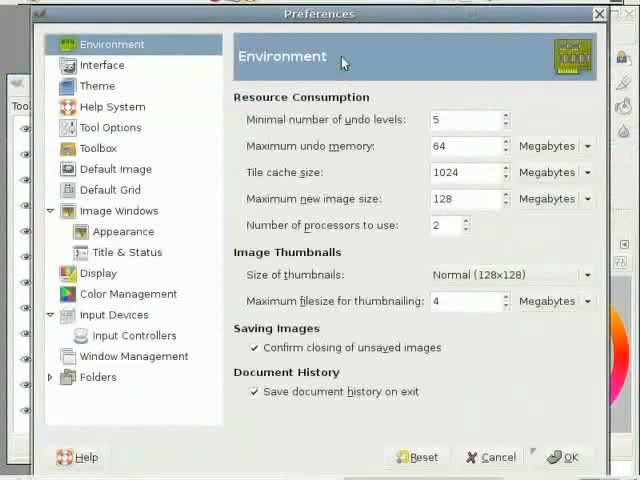 Preferences
Environment
Interface
Theme
Help System
Tool Options
Toolbox
Default Image
Default Grid
Image Windows
Appearance
Title & Status
Display
Color Management
Input Devices
Input Controllers
Window Management
Folders
Environment
Resource Consumption
Minimal number of undo levels: 5
Maximum undo memory: 64 Megabytes
Tile cache size: 1024 Megabytes
Maximum new image size: 128 Megabytes
Number of processors to use: 2
Image Thumbnalls
Size of thumbnails: Normal (128x128)
Maximum filesize for thumbnailing: 4 Megabytes
Saving Images
Confirm closing of unsaved images
Document History
Save document history on exit
Help
Reset
Cancel
OK
Tool